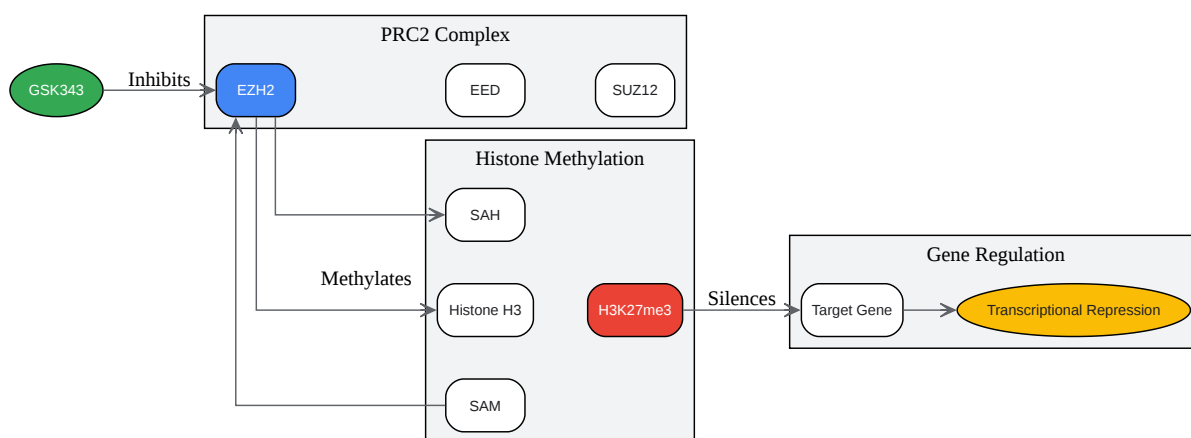 PRC2 Complex
GSK343
Inhibits
EZH2
EED
SUZ12
Histone Methylation
SAH
Methylates
Histone H3
H3K27me3
Silences
SAM
Gene Regulation
Target Gene
Transcriptional Repression